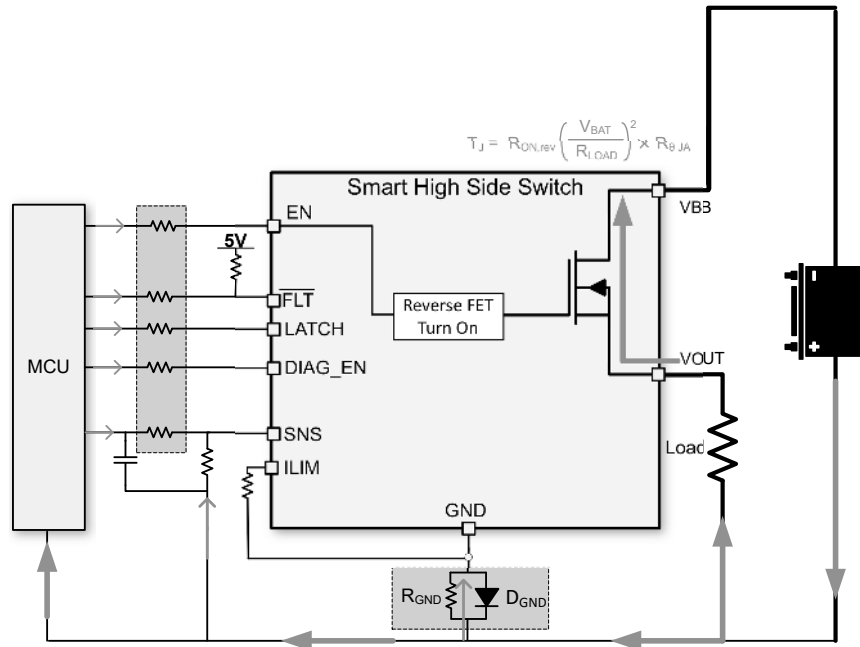 T_J = R_ON,rev (V_BAT / R_LOAD)^2 × R_θJA
Smart High Side Switch
VBB
EN
5V
FLT
Reverse FET
Turn On
LATCH
MCU
DIAG_EN
VOUT
SNS
Load
ILIM
GND
R_GND
D_GND
-
+